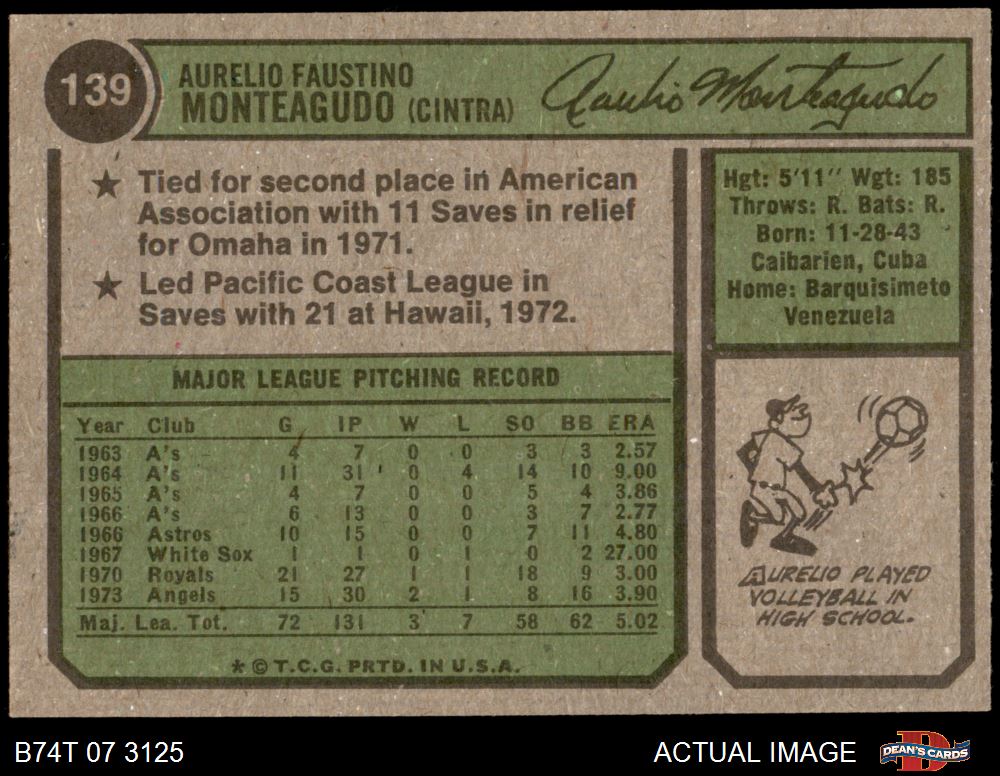 139
AURELIO FAUSTINO
MONTEAGUDO (CINTRA)
Aurelio Monteagudo
★ Tied for second place in American
Association with 11 Saves in relief
for Omaha in 1971.
★ Led Pacific Coast League in
Saves with 21 at Hawaii, 1972.
Hgt: 5'11'' Wgt: 185
Throws: R. Bats: R.
Born: 11-28-43
Caibarien, Cuba
Home: Barquisimeto
Venezuela
MAJOR LEAGUE PITCHING RECORD
Year Club G IP W L SO BB ERA
1963 A's 4 7 0 0 3 3 2.57
1964 A's 11 31 0 4 14 10 9.00
1965 A's 4 7 0 0 5 4 3.86
1966 A's 6 13 0 0 3 7 2.77
1966 Astros 10 15 0 0 7 11 4.80
1967 White Sox 1 1 0 1 0 2 27.00
1970 Royals 21 27 1 1 18 9 3.00
1973 Angels 15 30 2 1 8 16 3.90
Maj. Lea. Tot. 72 131 3 7 58 62 5.02
* © T.C.G. PRTD. IN U.S.A.
AURELIO PLAYED
VOLLEYBALL IN
HIGH SCHOOL.
B74T 07 3125
ACTUAL IMAGE
D
DEAN'S CARDS